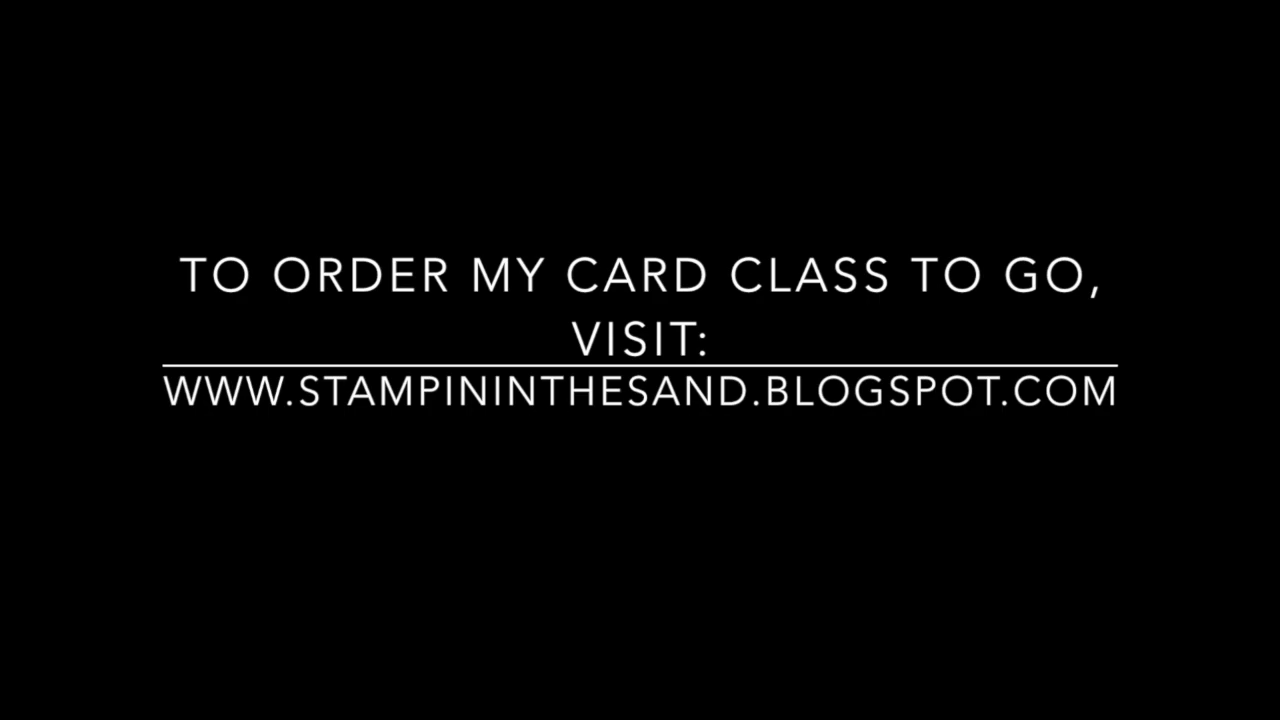 TO ORDER MY CARD CLASS TO GO,
VISIT:
WWW.STAMPININTHESAND.BLOGSPOT.COM